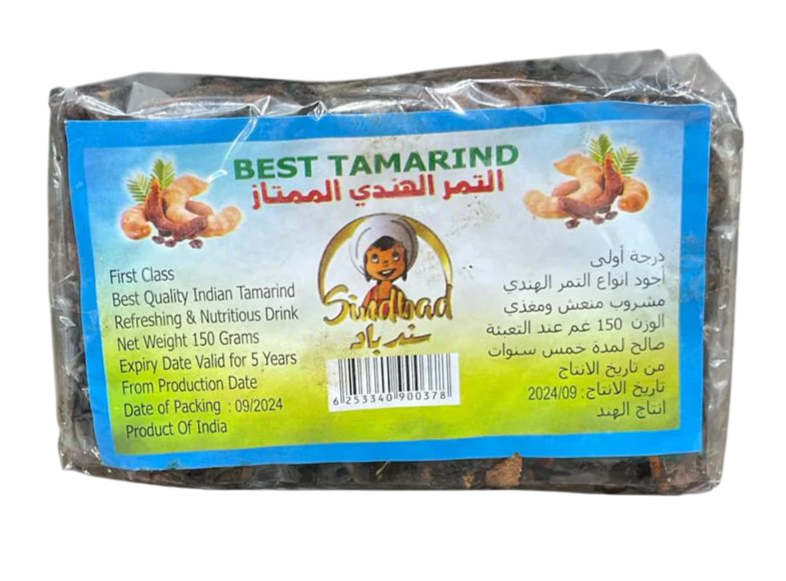 BEST TAMARIND
التمر الهندي الممتاز
First Class
Best Quality Indian Tamarind
Refreshing & Nutritious Drink
Net Weight 150 Grams
Expiry Date Valid for 5 Years
From Production Date
Date of Packing : 09/2024
Product Of India
Sindbad
سندباد
6 253340 900378
درجة أولى
أجود انواع التمر الهندي
مشروب منعش ومغذي
الوزن 150 غم عند التعبئة
صالح لمدة خمس سنوات
من تاريخ الانتاج
تاريخ الانتاج: 2024/09
انتاج الهند